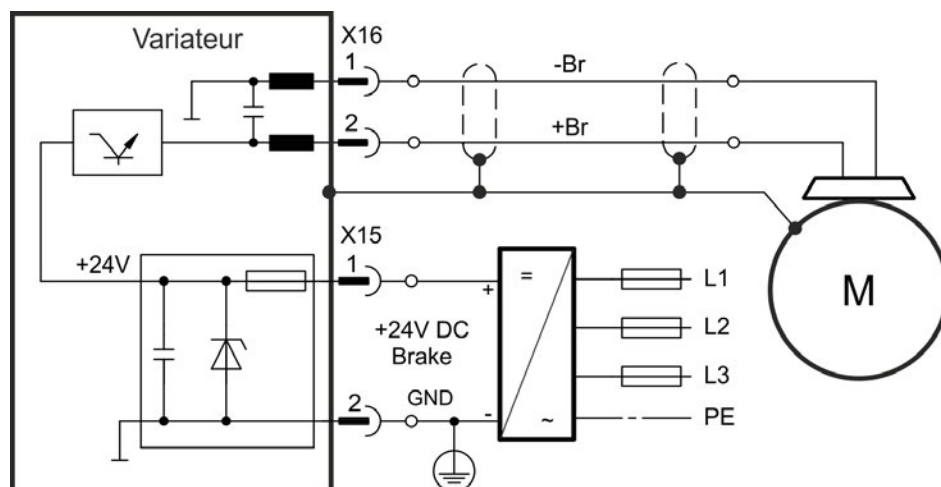 Variateur
X16
1
-Br
2
+Br
X15
+24V
1
=
L1
+
+24V DC
Brake
L2
M
L3
2
GND
-
~
PE